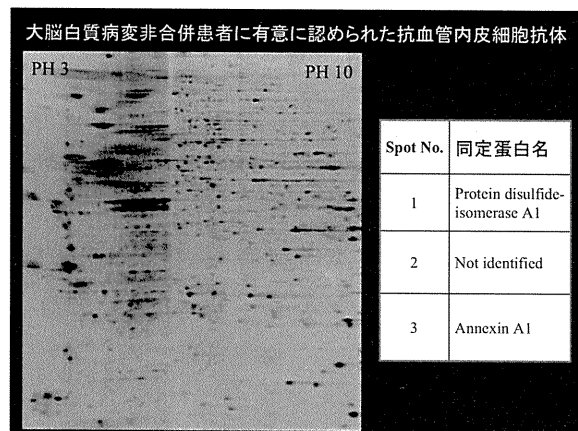 大脳白質病変非合併患者に有意に認められた抗血管内皮細胞抗体
PH 3 PH 10
Spot No. 同定蛋白名
1 Protein disulfide-
isomerase A1
2 Not identified
3 Annexin A1